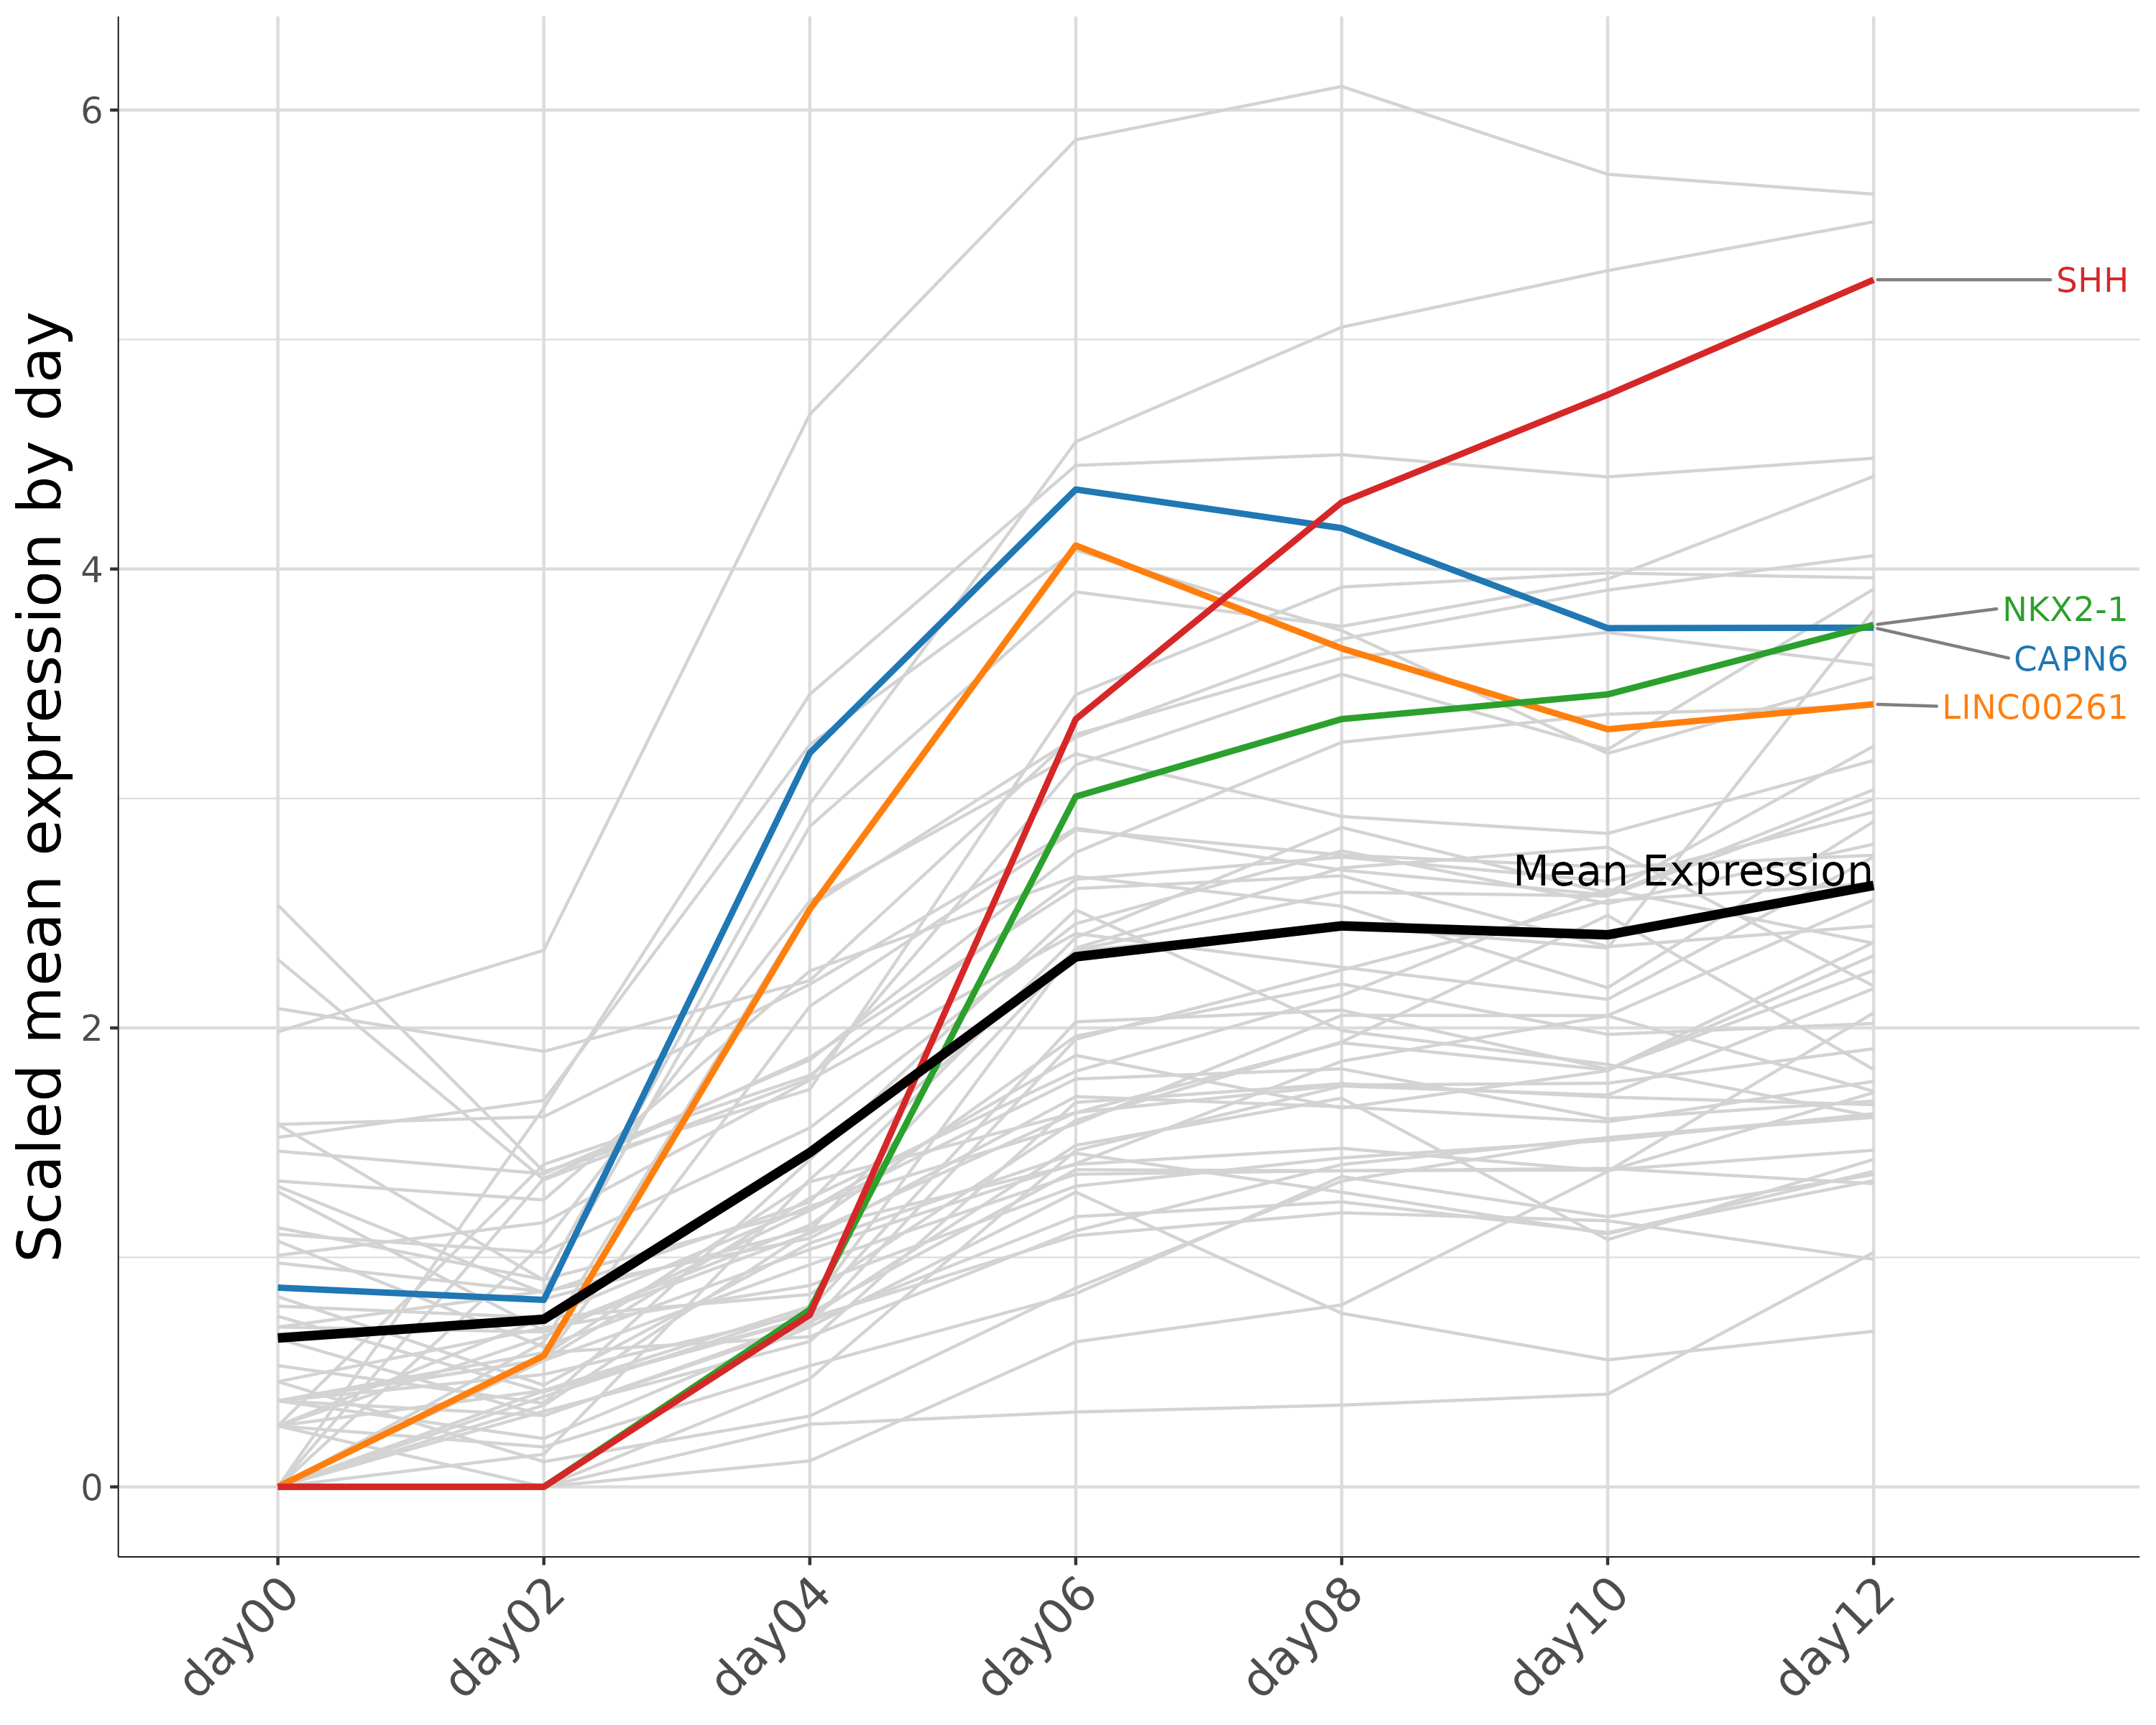 Scaled mean expression by day
6
4
2
0
SHH
NKX2-1
CAPN6
LINC00261
Mean Expression
day00
day02
day04
day06
day08
day10
day12